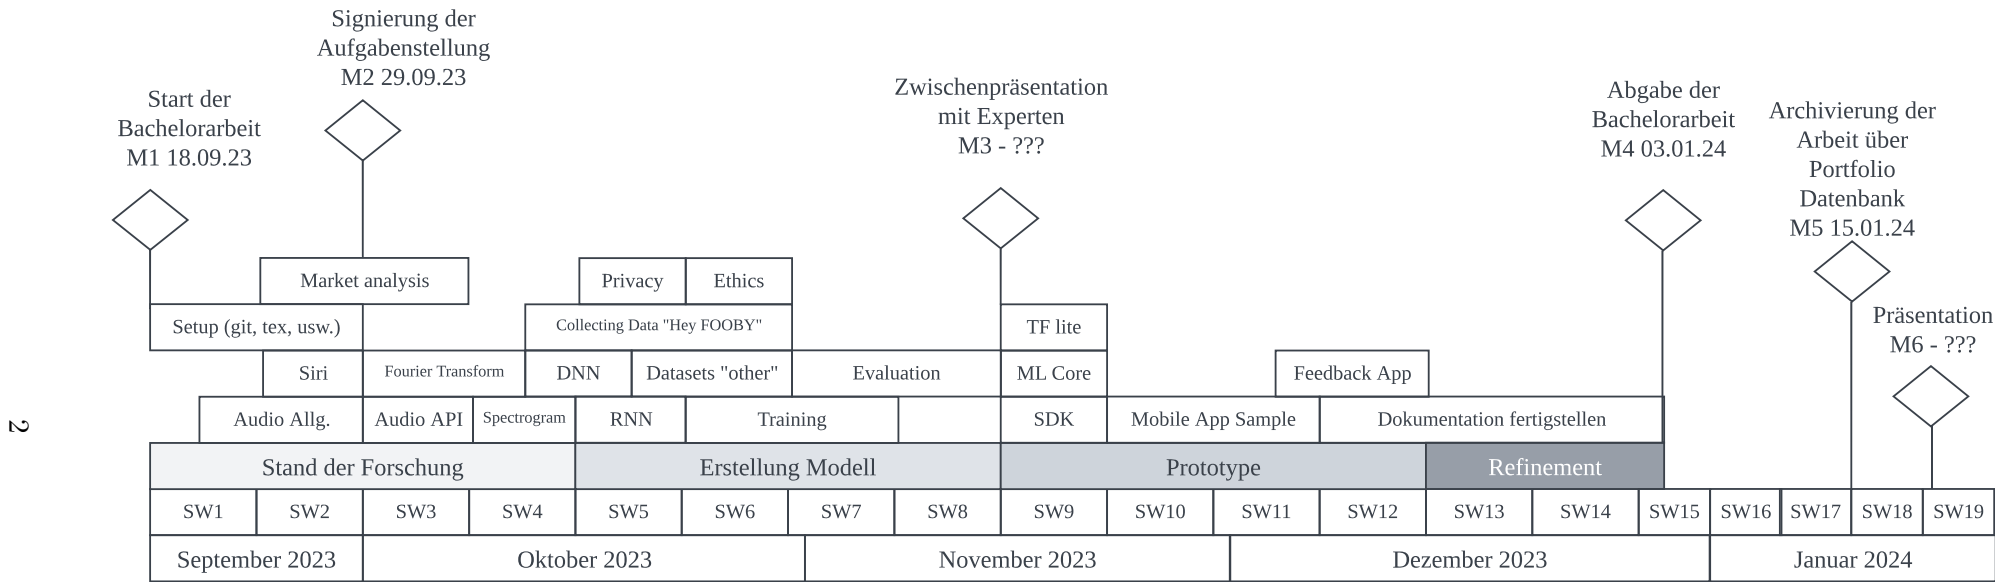 Signierung der
Aufgabenstellung
M2 29.09.23
Start der
Bachelorarbeit
M1 18.09.23
Zwischenpräsentation
mit Experten
M3 - ???
Abgabe der
Bachelorarbeit
M4 03.01.24
Archivierung der
Arbeit über
Portfolio
Datenbank
M5 15.01.24
Präsentation
M6 - ???
Market analysis
Privacy
Ethics
Setup (git, tex, usw.)
Collecting Data "Hey FOOBY"
TF lite
Siri
Fourier Transform
DNN
Datasets "other"
Evaluation
ML Core
Feedback App
Audio Allg.
Audio API
Spectrogram
RNN
Training
SDK
Mobile App Sample
Dokumentation fertigstellen
Stand der Forschung
Erstellung Modell
Prototype
Refinement
SW1
SW2
SW3
SW4
SW5
SW6
SW7
SW8
SW9
SW10
SW11
SW12
SW13
SW14
SW15
SW16
SW17
SW18
SW19
September 2023
Oktober 2023
November 2023
Dezember 2023
Januar 2024
2